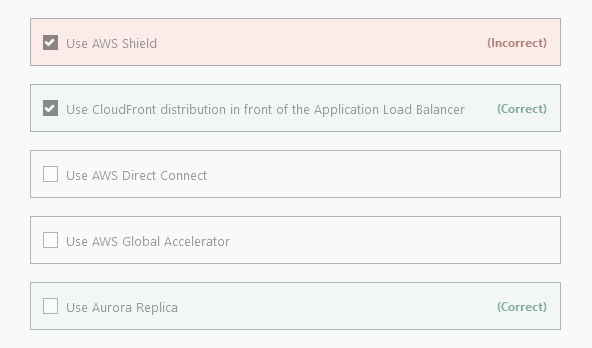 Use AWS Shield (Incorrect)
Use CloudFront distribution in front of the Application Load Balancer (Correct)
Use AWS Direct Connect
Use AWS Global Accelerator
Use Aurora Replica (Correct)